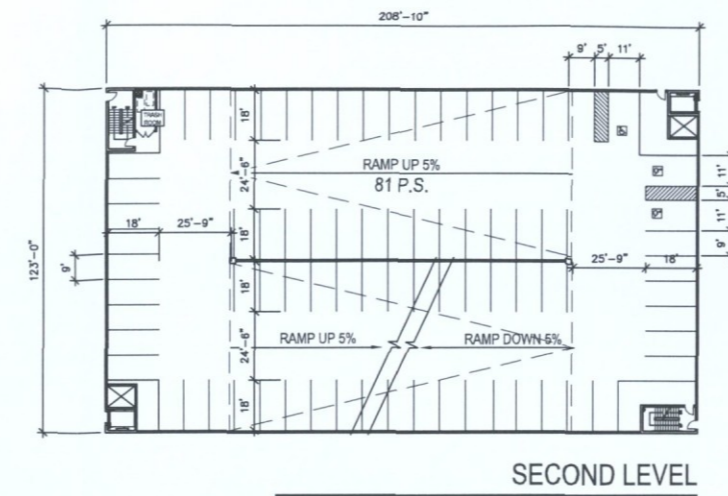 208'-10"
9'
5'
11'
TRASH
ROOM
18'
RAMP UP 5%
81 P.S.
24'-6"
11'
5'
11'
9'
18'
25'-9"
18'
25'-9"
18'
9'
123'-0"
18'
RAMP UP 5%
RAMP DOWN 5%
24'-6"
18'
SECOND LEVEL